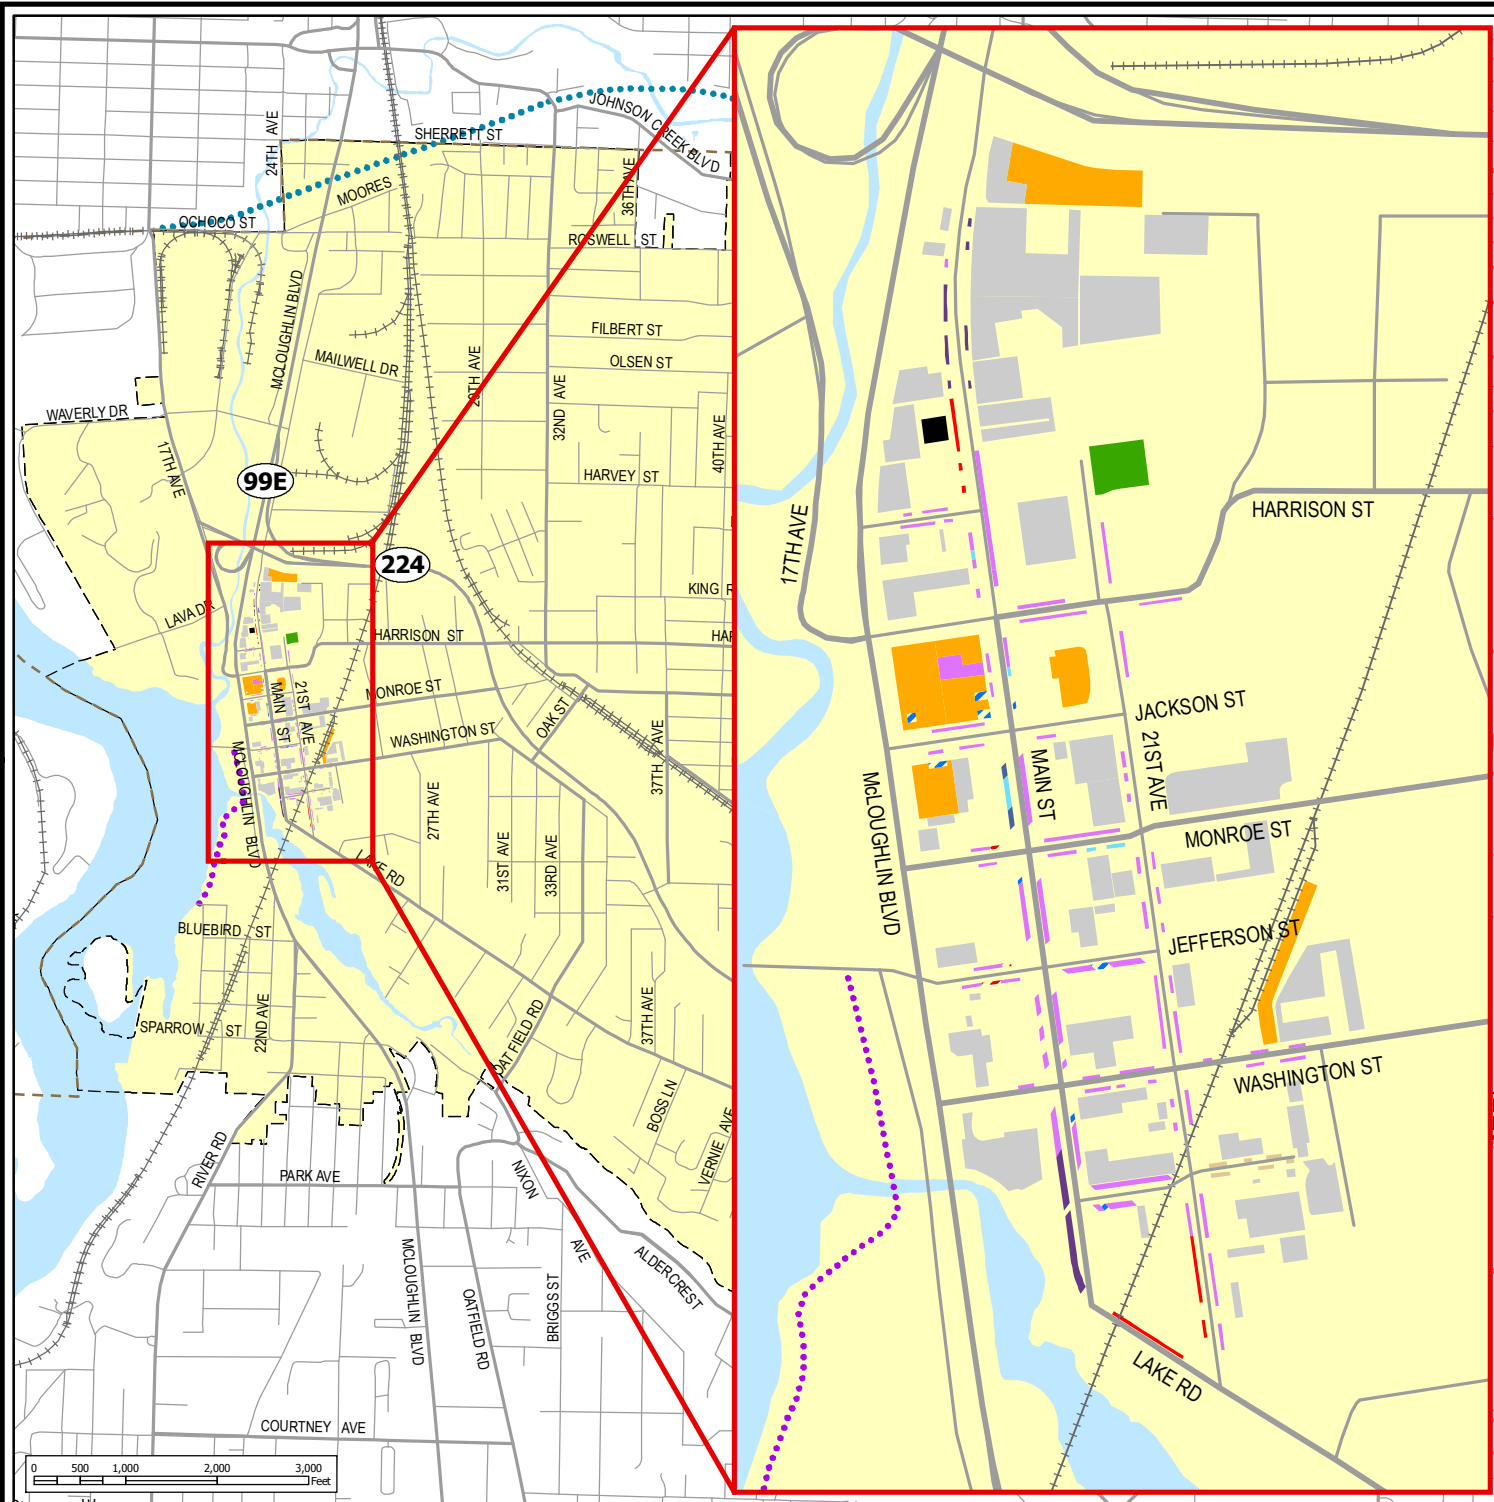 JOHNSON CREEK BLVD
SHERRETT ST
24TH AVE
MOORES
36TH AVE
OCHOCO ST
ROSWELL ST
MCLOUGHLIN BLVD
FILBERT ST
MAILWELL DR
OLSEN ST
29TH AVE
32ND AVE
WAVERLY DR
40TH AVE
17TH AVE
99E
HARVEY ST
224
KING R
LAVA DR
HARRISON ST
HAR
MONROE ST
MAIN ST
21ST AVE
WASHINGTON ST
OAK ST
37TH AVE
MCLOUGHLIN BLVD
27TH AVE
31ST AVE
33RD AVE
LAKE RD
BLUEBIRD ST
22ND AVE
SPARROW ST
37TH AVE
OATFIELD RD
BOSS LN
VERNIE AVE
RIVER RD
PARK AVE
NIXON AVE
ALDERCREST
MCLOUGHLIN BLVD
OATFIELD RD
BRIGGS ST
COURTNEY AVE
0 500 1,000 2,000 3,000
Feet
17TH AVE
HARRISON ST
JACKSON ST
21ST AVE
MAIN ST
McLOUGHLIN BLVD
MONROE ST
JEFFERSON ST
WASHINGTON ST
LAKE RD